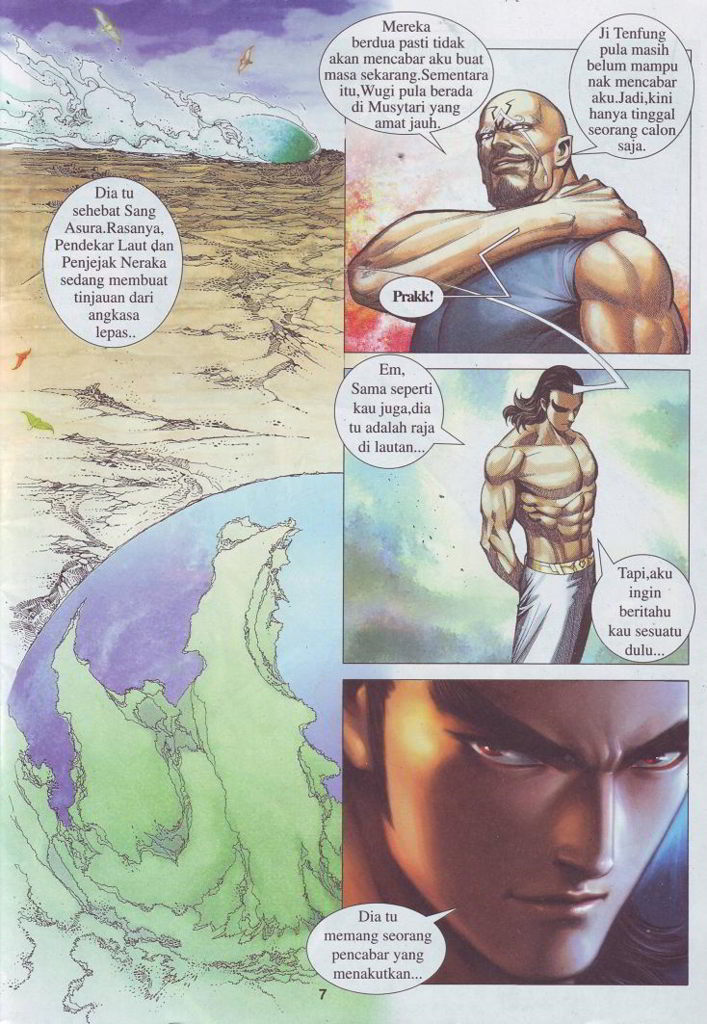 Mereka
berdua pasti tidak
akan mencabar aku buat
masa sekarang.Sementara
itu,Wugi pula berada
di Musytari yang
amat jauh.
Ji Tenfung
pula masih
belum mampu
nak mencabar
aku.Jadi,kini
hanya tinggal
seorang calon
saja.
Dia tu
sehebat Sang
Asura.Rasanya,
Pendekar Laut dan
Penjejak Neraka
sedang membuat
tinjauan dari
angkasa
lepas..
Prakk!
Em,
Sama seperti
kau juga,dia
tu adalah raja
di lautan...
Tapi,aku
ingin
beritahu
kau sesuatu
dulu...
Dia tu
memang seorang
pencabar yang
menakutkan...
7